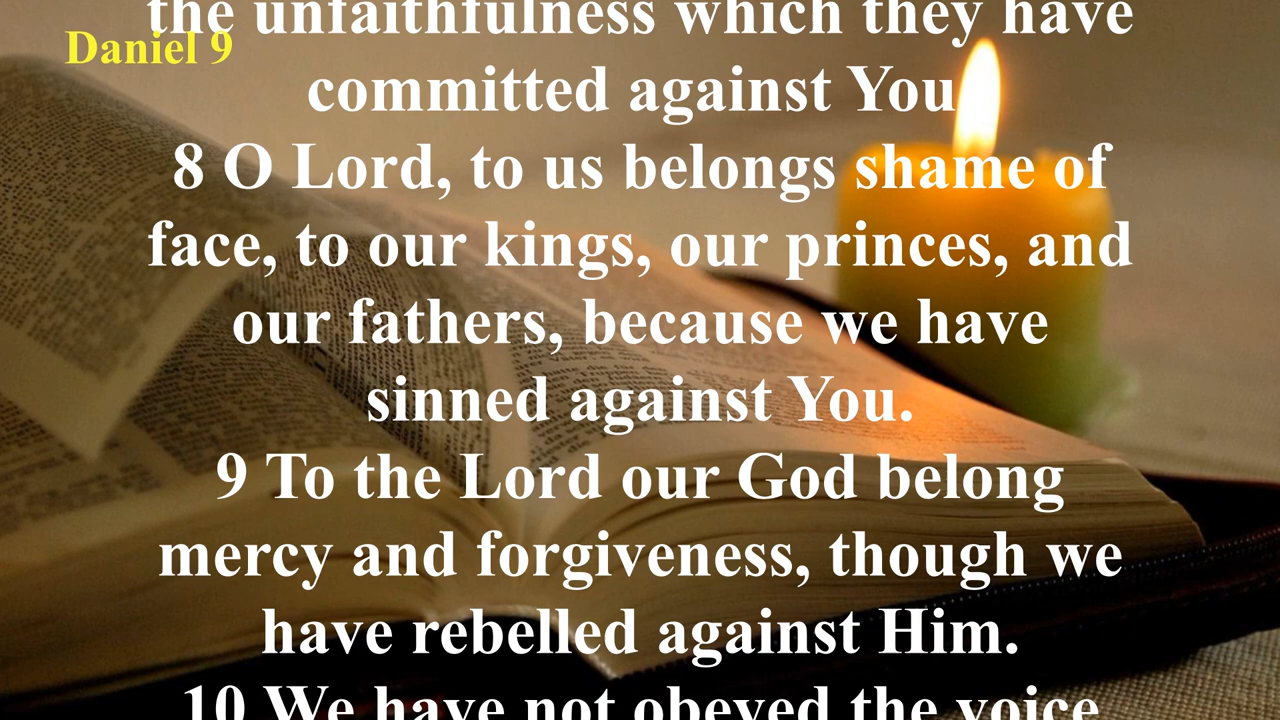 the unfaithfulness which they have
Daniel 9
committed against You
8 O Lord, to us belongs shame of
face, to our kings, our princes, and
our fathers, because we have
sinned against You.
9 To the Lord our God belong
mercy and forgiveness, though we
have rebelled against Him.
10 We have not obeyed the voice